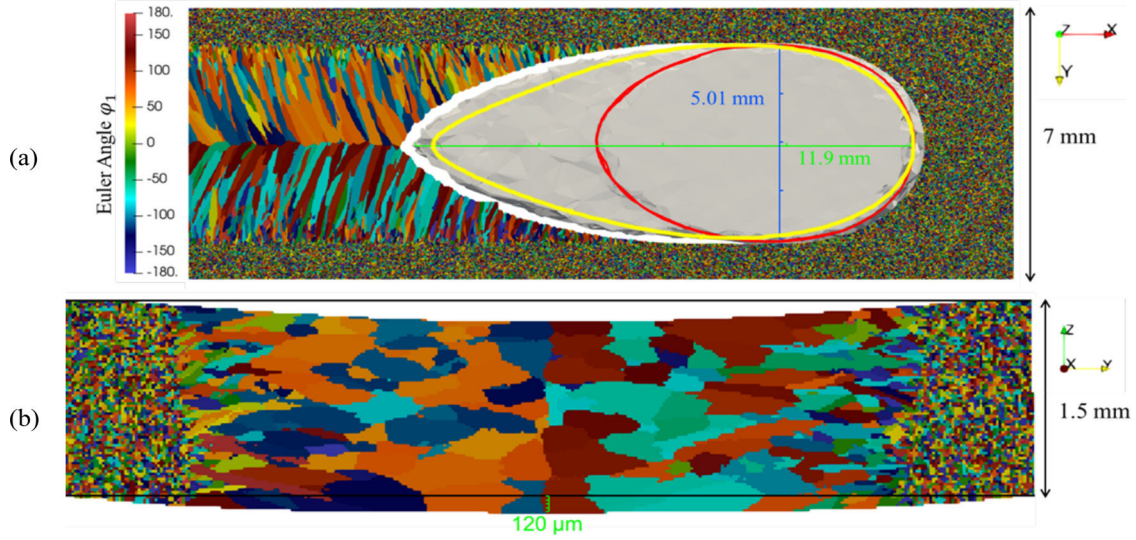 (a)
Euler Angle φ1
180.
150
100
50
0
-50
-100
-150
-180.
5.01 mm
11.9 mm
Z
X
Y
7 mm
(b)
Z
X
Y
1.5 mm
120 µm